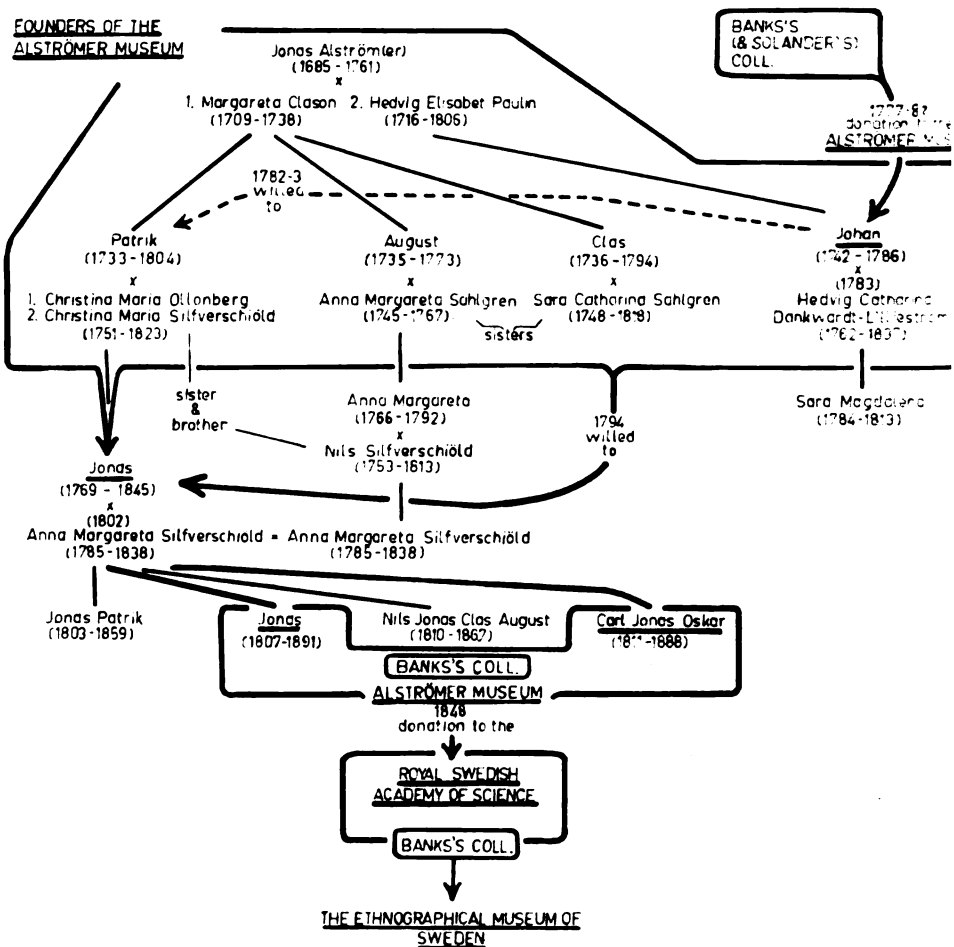 FOUNDERS OF THE
ALSTRÖMER MUSEUM
BANKS'S
(& SOLANDER'S)
COLL.
Jonas Alström(er)
(1685 - 1761)
x
1. Margareta Clason 2. Hedvig Elisabet Paulin
(1709-1738) (1716-1806)
donation to the
ALSTRÖMER
1782-3
willed
to
Patrik
(1733-1804)
x
1. Christina Maria Ollonberg
2. Christina Maria Silfverschiöld
(1751-1823)
August
(1735-1773)
x
Anna Margareta Sahlgren
(1745-1767)
Clas
(1736-1794)
x
Sara Catharina Sahlgren
(1748-1818)
sisters
Johan
(1742 - 1786)
x
(1783)
Hedvig Catharina
(1784-1813)
Sara Magdalena
sister
&
brother
Anna Margareta
(1766-1792)
x
Nils Silfverschiöld
(1753-1813)
1794
willed
to
Jonas
(1769 - 1845)
x
(1802)
Anna Margareta Silfverschiöld = Anna Margareta Silfverschiöld
(1785-1838) (1785-1838)
Jonas Patrik
(1803-1859)
Jonas
(1807-1891)
Nils Jonas Clas August
(1810-1867)
Carl Jonas Oskar
(1811-1888)
BANKS'S COLL.
ALSTRÖMER MUSEUM
1848
donation to the
ROYAL SWEDISH
ACADEMY OF SCIENCE
BANKS'S COLL.
THE ETHNOGRAPHICAL MUSEUM OF
SWEDEN